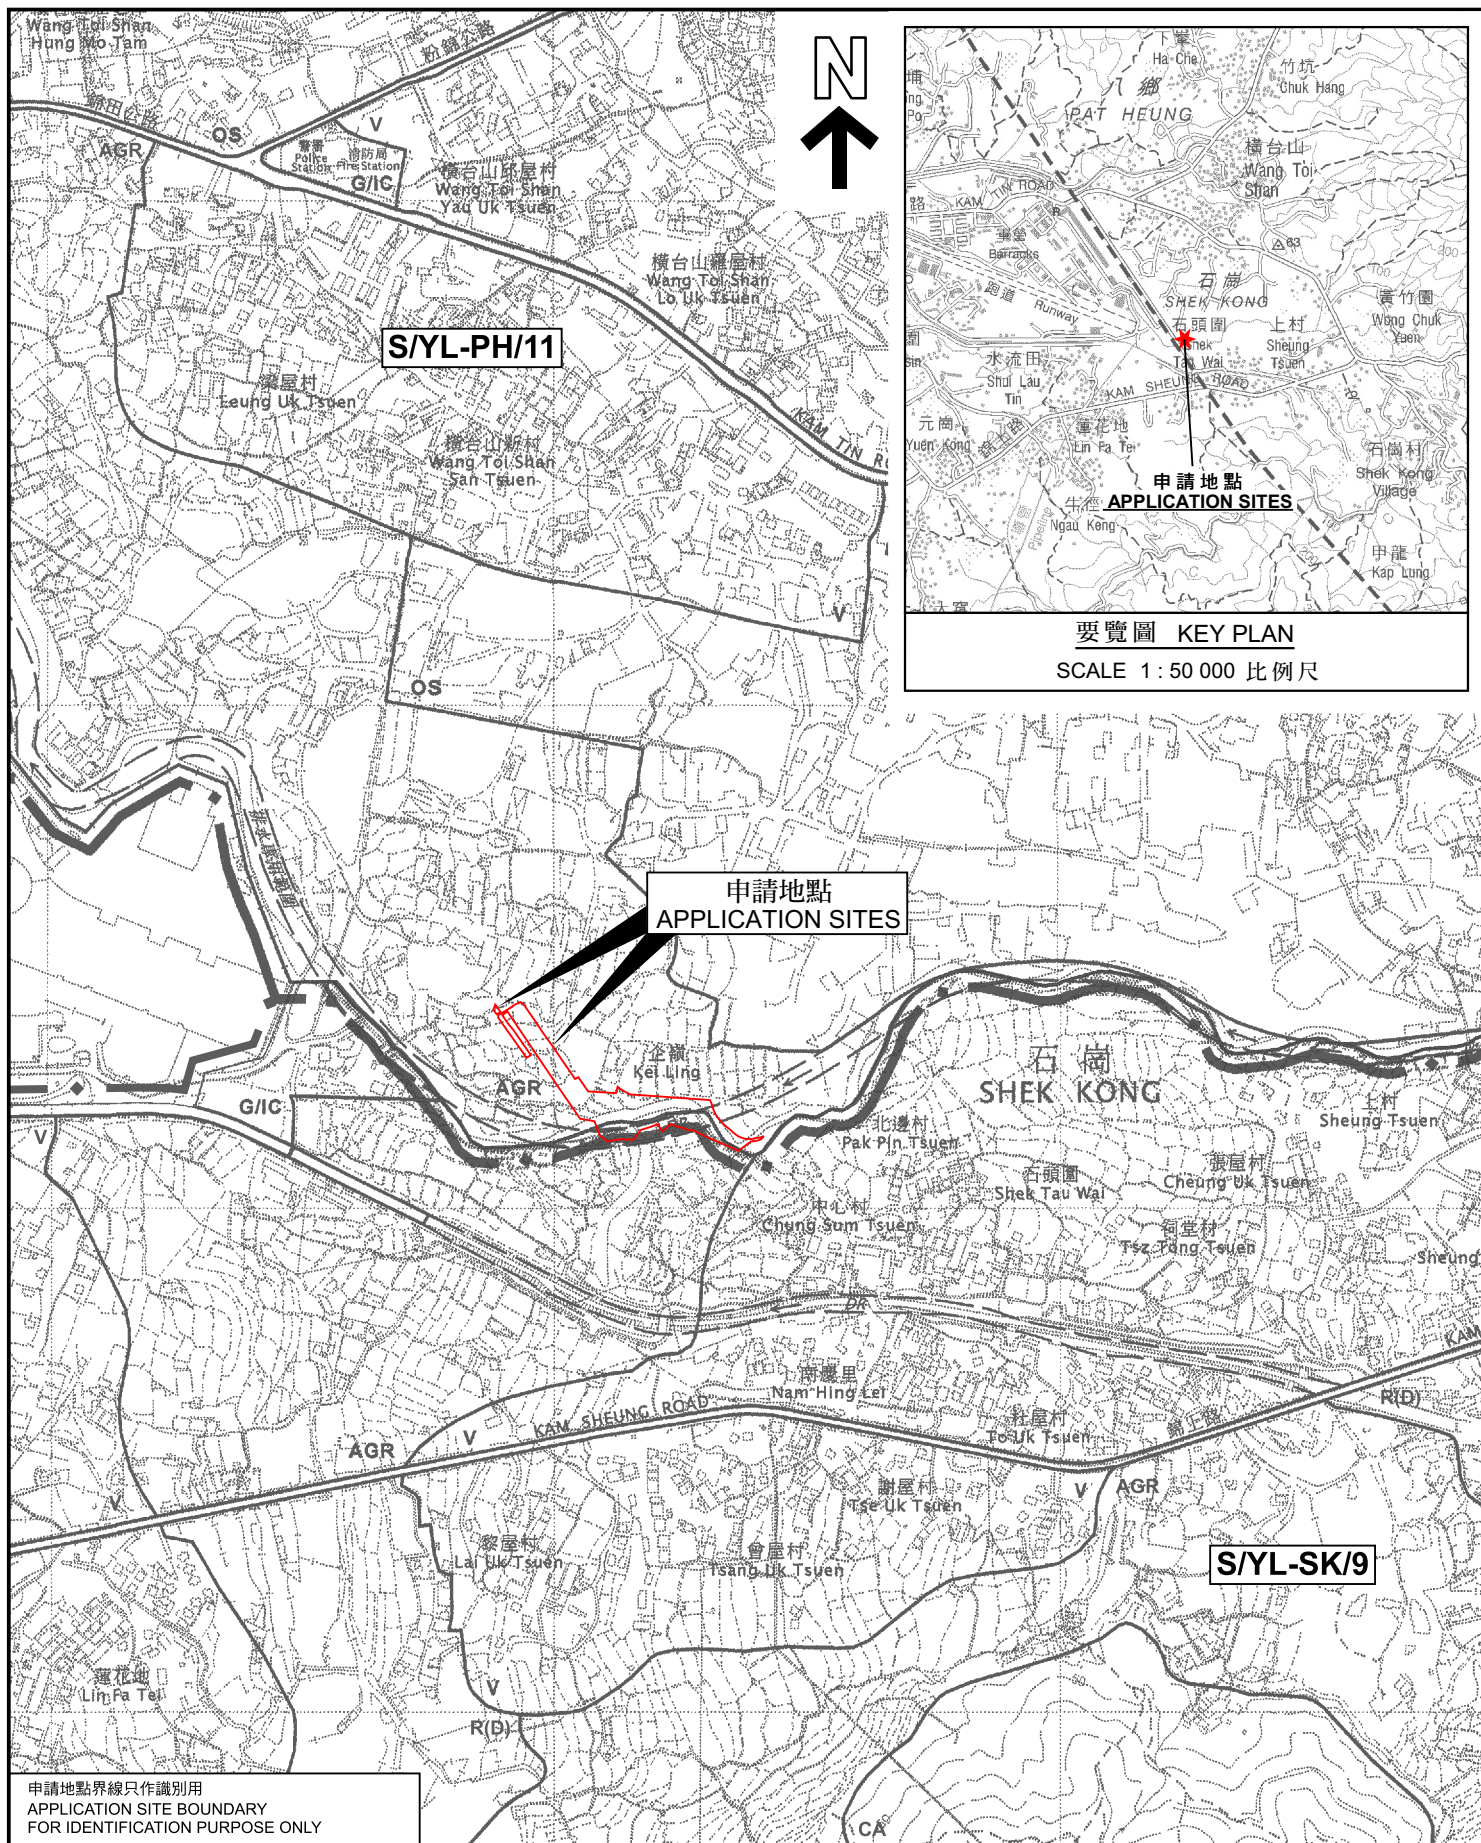 Wang Toi Shan
Hung Mo Tam
粉錦公路
錦田公路
OS
V
AGR
警署
Police
Station
消防局
Fire Station
G/IC
橫台山邱屋村
Wang Toi Shan
Yau Uk Tsuen
橫台山羅屋村
Wang Toi Shan
Lo Uk Tsuen
S/YL-PH/11
梁屋村
Leung Uk Tsuen
橫台山新村
Wang Toi Shan
San Tsuen
KAM TIN
V
OS
N
下輋
Ha Che
八鄉
PAT HEUNG
竹坑
Chuk Hang
橫台山
Wang Toi
Shan
KAM TIN ROAD
軍營
Barracks
跑道 Runway
石崗
SHEK KONG
63
黃竹園
Wong Chuk
Yuen
石頭圍
Shek
Tau Wai
上村
Sheung
Tsuen
水流田
Shui Lau
Tin
KAM SHEUNG ROAD
元崗
Yuen Kong
蓮花地
Lin Fa Tei
石崗村
Shek Kong
Village
申請地點
APPLICATION SITES
牛徑
Ngau Keng
甲龍
Kap Lung
要覽圖 KEY PLAN
SCALE 1 : 50 000 比例尺
申請地點
APPLICATION SITES
企嶺
Kei Ling
AGR
G/IC
V
石崗
SHEK KONG
北邊村
Pak Pin Tsuen
上村
Sheung Tsuen
石頭圍
Shek Tau Wai
張屋村
Cheung Uk Tsuen
中心村
Chung Sum Tsuen
祠堂村
Tsz Tong Tsuen
Sheung
DR
KAM
南慶里
Nam Hing Lei
R(D)
KAM SHEUNG ROAD
杜屋村
To Uk Tsuen
錦上路
AGR
V
V
謝屋村
Tse Uk Tsuen
V
AGR
黎屋村
Lai Uk Tsuen
曾屋村
Tsang Uk Tsuen
S/YL-SK/9
蓮花地
Lin Fa Tei
V
R(D)
CA
申請地點界線只作識別用
APPLICATION SITE BOUNDARY
FOR IDENTIFICATION PURPOSE ONLY